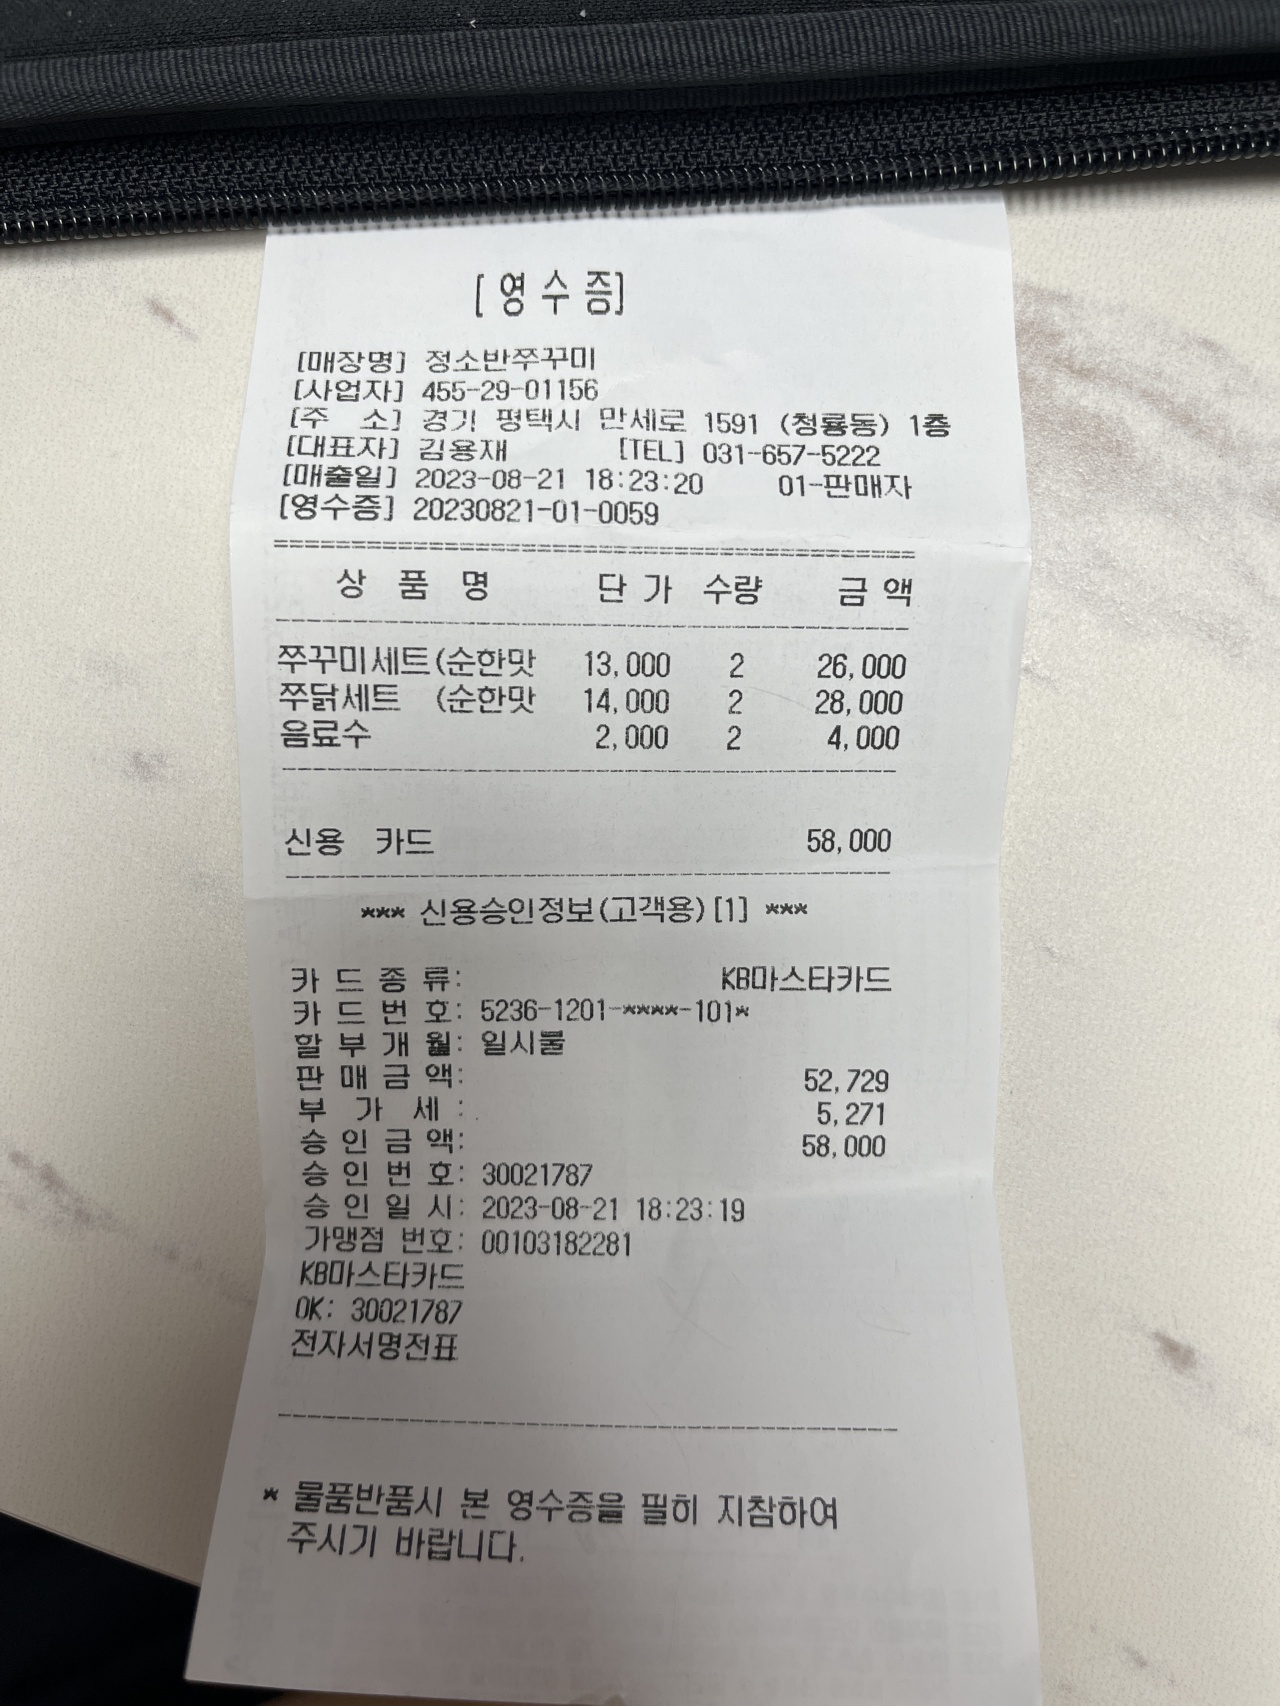 [영수증]
[매장명] 정소반쭈꾸미
[사업자] 455-29-01156
[주 소] 경기 평택시 만세로 1591 (청룡동) 1층
[대표자] 김용재 [TEL] 031-657-5222
[매출일] 2023-08-21 18:23:20 01-판매자
[영수증] 20230821-01-0059
상 품 명 단 가 수량 금 액
쭈꾸미세트(순한맛 13,000 2 26,000
쭈닭세트 (순한맛 14,000 2 28,000
음료수 2,000 2 4,000
신용 카드 58,000
*** 신용승인정보(고객용)[1] ***
카 드 종 류: KB마스타카드
카 드 번 호: 5236-1201-****-101*
할 부 개 월: 일시불
판 매 금 액: 52,729
부 가 세 : 5,271
승 인 금 액: 58,000
승 인 번 호: 30021787
승 인 일 시: 2023-08-21 18:23:19
가맹점 번호: 00103182281
KB마스타카드
OK: 30021787
전자서명전표
* 물품반품시 본 영수증을 필히 지참하여
주시기 바랍니다.